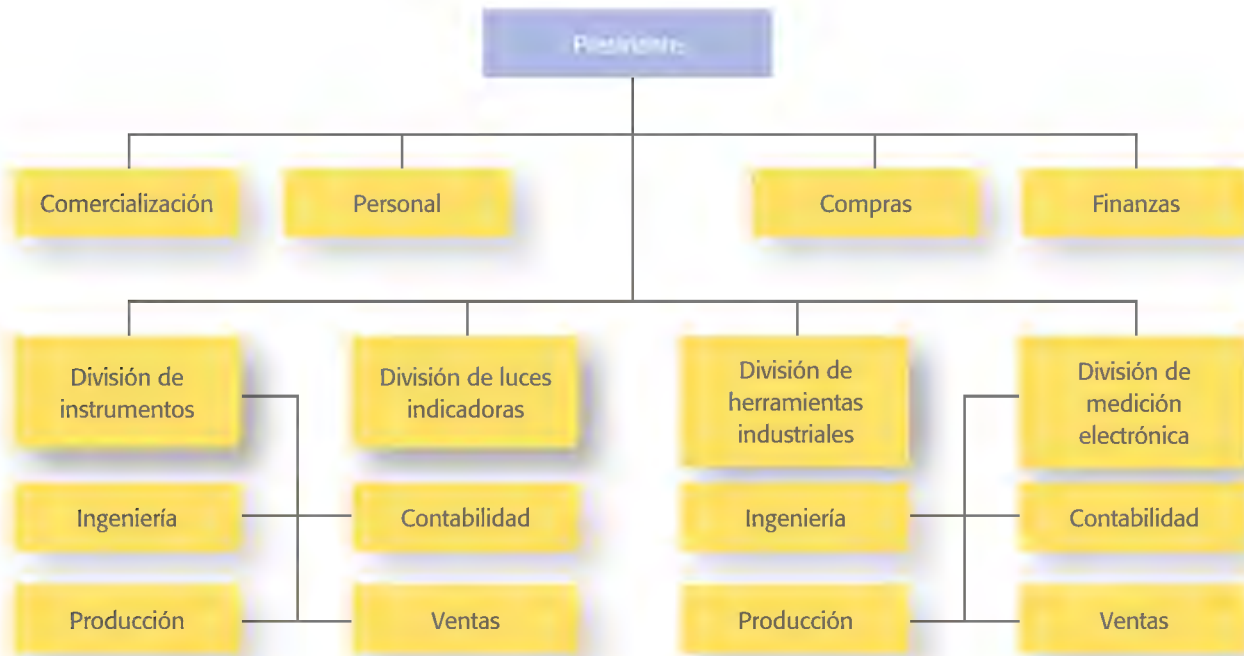 Presidente
Comercialización
Personal
Compras
Finanzas
División de
instrumentos
División de luces
indicadoras
División de
herramientas
industriales
División de
medición
electrónica
Ingeniería
Contabilidad
Ingeniería
Contabilidad
Producción
Ventas
Producción
Ventas